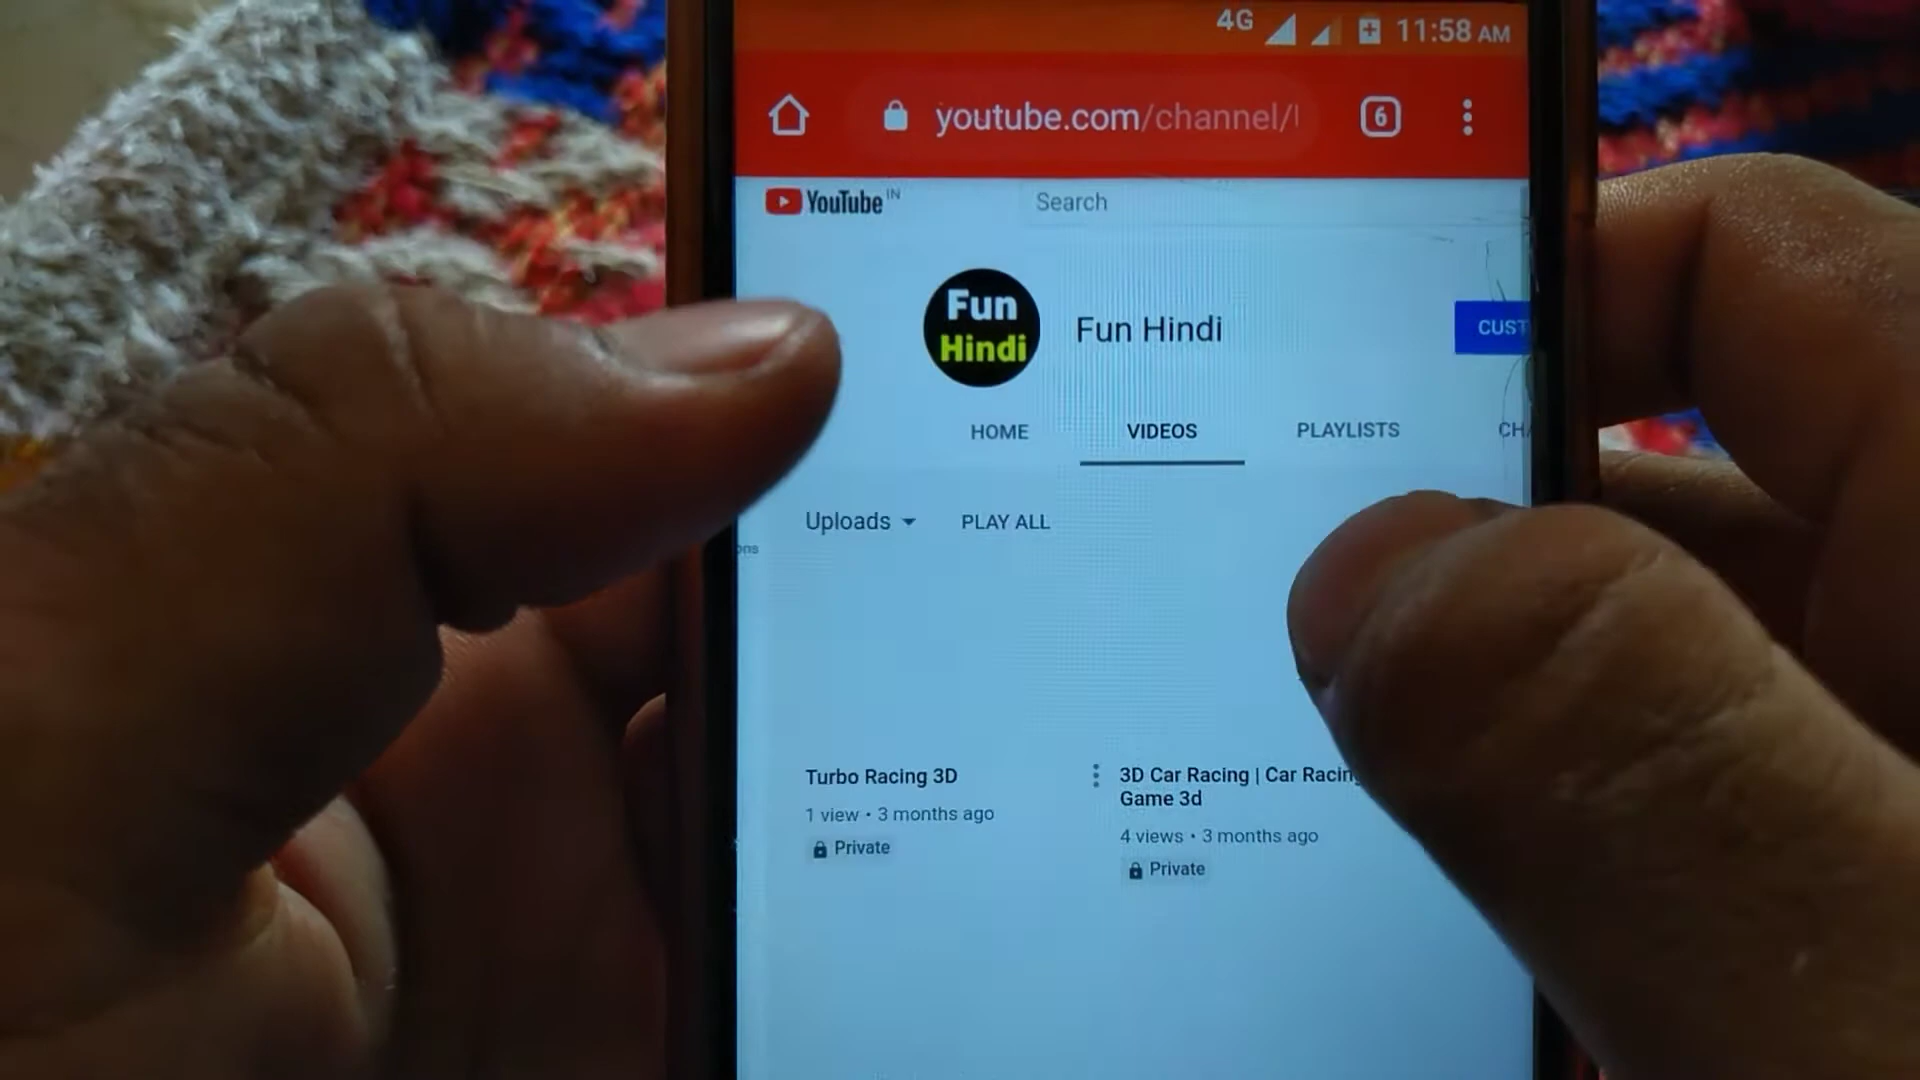 4G 11:58 AM
youtube.com/channel/
6
YouTube IN
Search
Fun
Hindi
Fun Hindi
CUST
HOME
VIDEOS
PLAYLISTS
CHA
Uploads
PLAY ALL
ons
Turbo Racing 3D
1 view • 3 months ago
Private
3D Car Racing | Car Racing
Game 3d
4 views • 3 months ago
Private